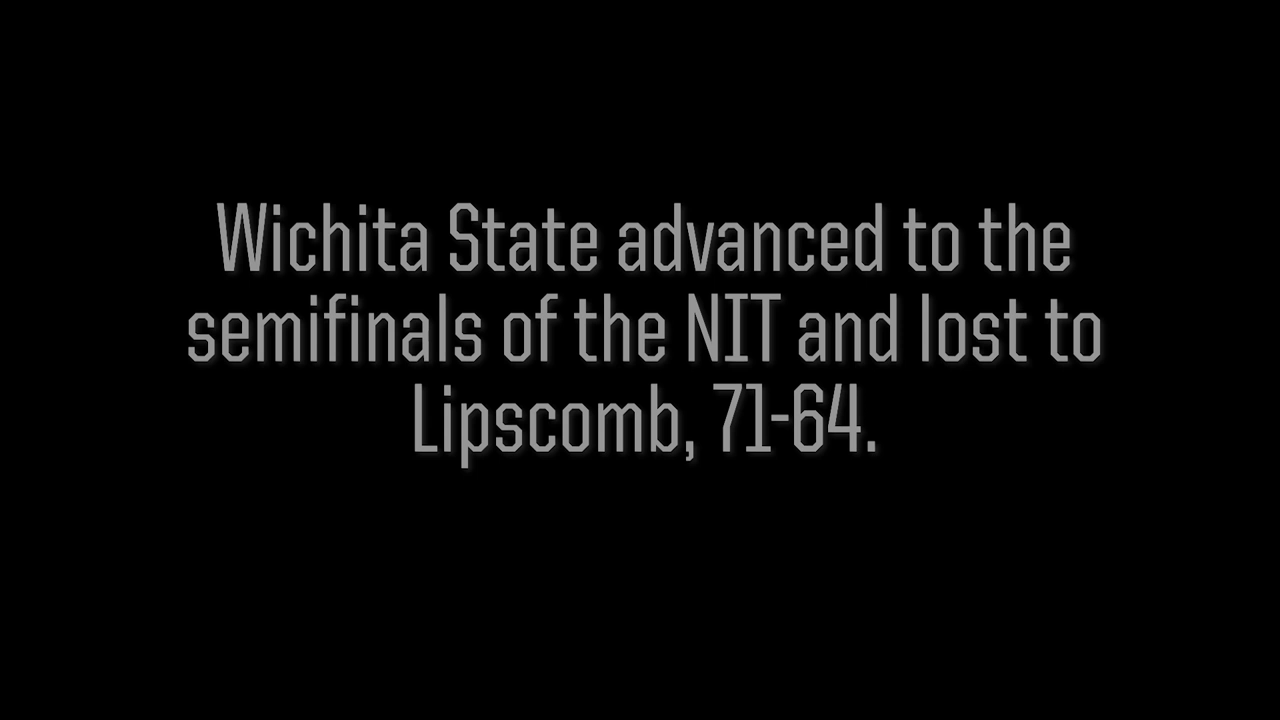 Wichita State advanced to the
semifinals of the NIT and lost to
Lipscomb, 71-64.